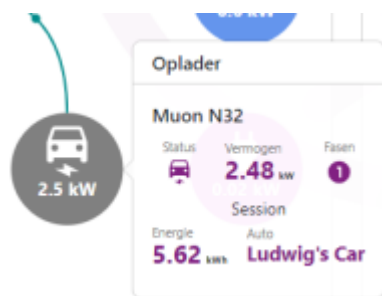 Oplader
Muon N32
Status Vermogen Fasen
2.48 kW 1
2.5 kW
Session
Energie Auto
5.62 kWh Ludwig's Car